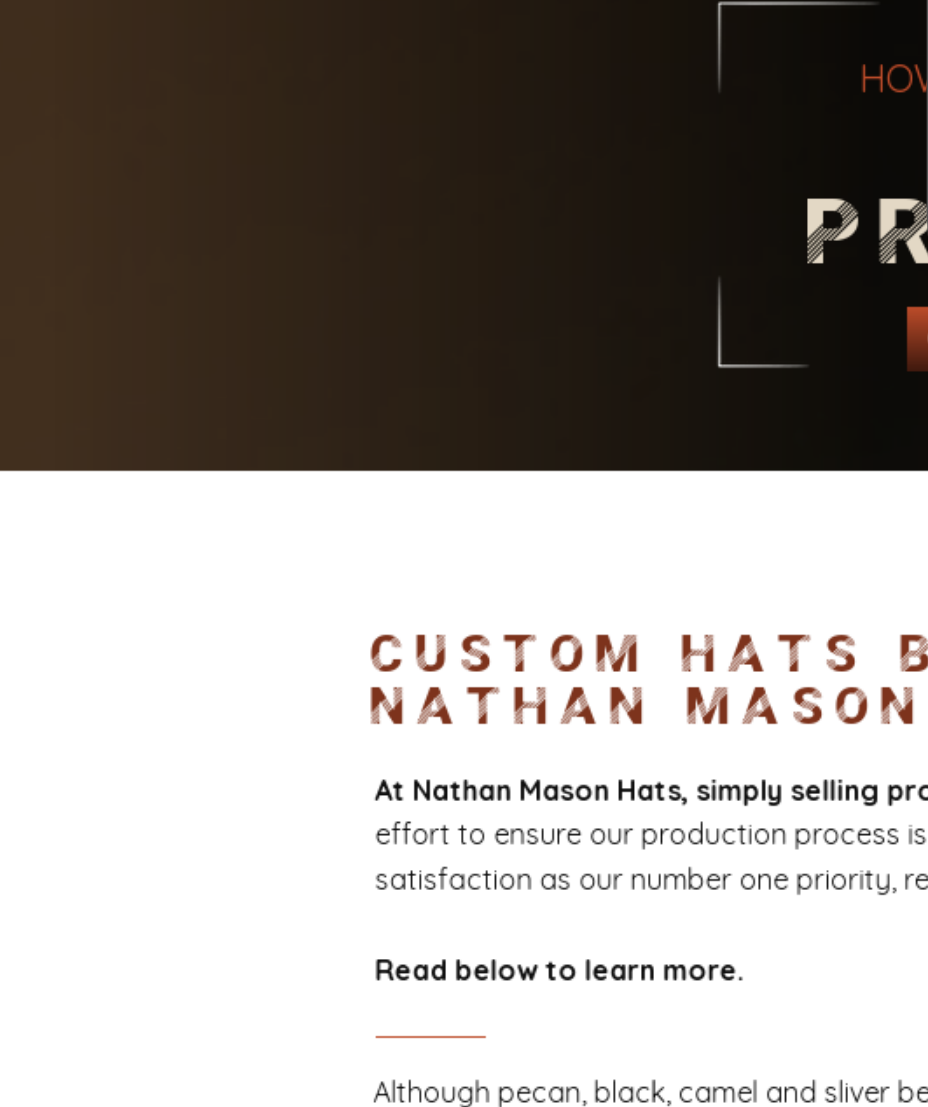 HOW
PR
CUSTOM HATS B
NATHAN MASON
At Nathan Mason Hats, simply selling pro
effort to ensure our production process is
satisfaction as our number one priority, re
Read below to learn more.
Although pecan, black, camel and sliver be